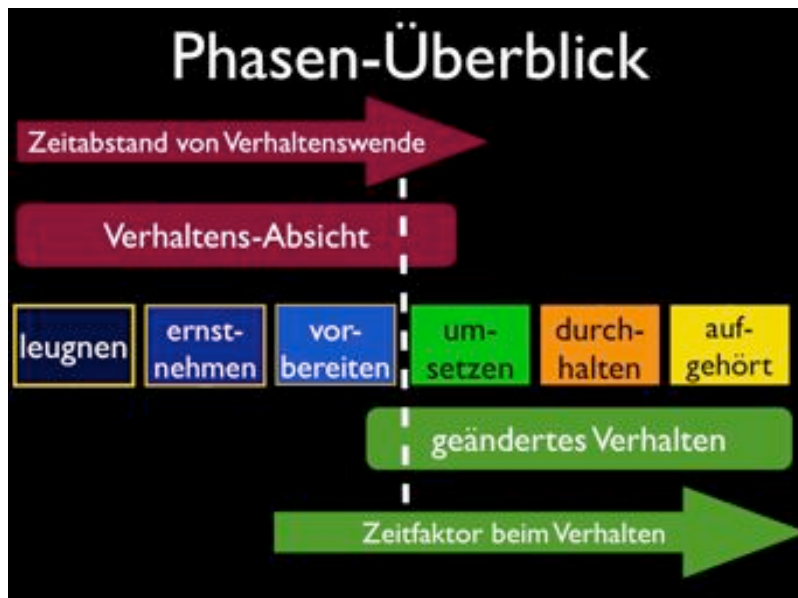 Phasen-Überblick
Zeitabstand von Verhaltenswende
Verhaltens-Absicht
leugnen
ernst-
nehmen
vor-
bereiten
um-
setzen
durch-
halten
auf-
gehört
geändertes Verhalten
Zeitfaktor beim Verhalten